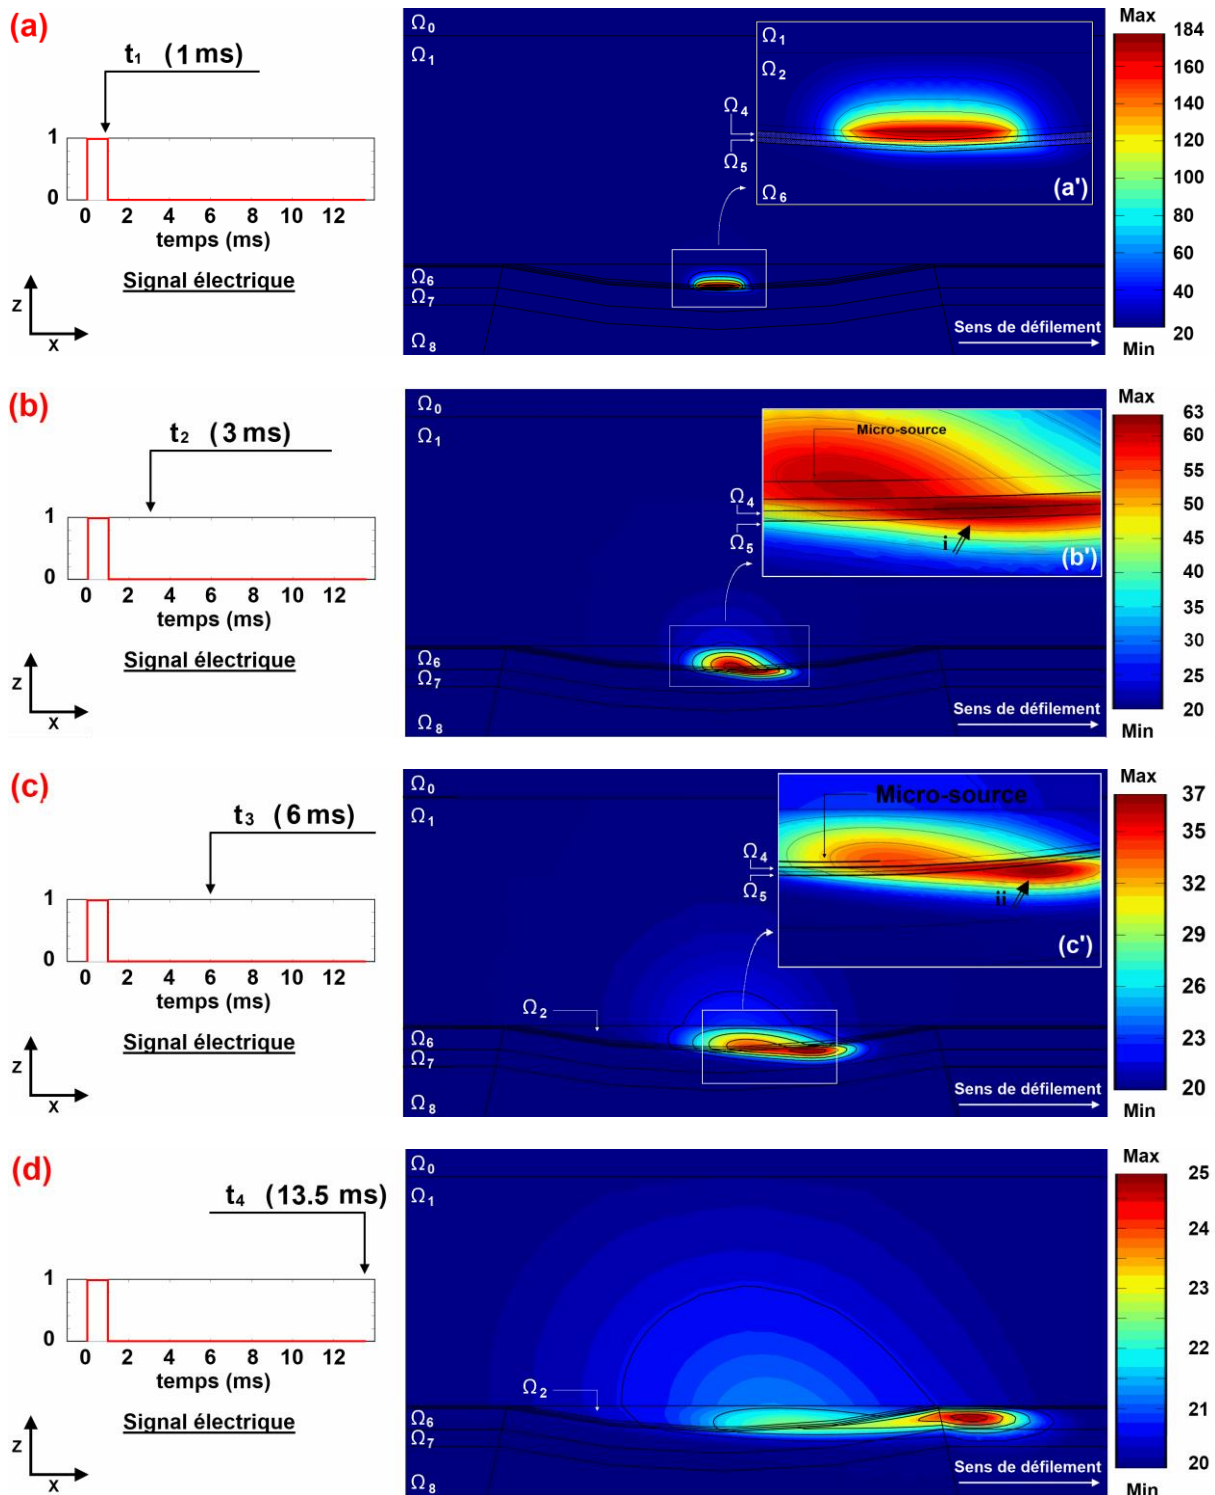 (a)
t1 (1 ms)
1
0
0 2 4 6 8 10 12
temps (ms)
Signal électrique
Z
X
Ω0
Ω1
Ω6
Ω7
Ω8
Ω1
Ω2
Ω4
Ω5
Ω6
(a')
Sens de défilement
Max
184
160
140
120
100
80
60
40
20
Min
(b)
t2 (3 ms)
1
0
0 2 4 6 8 10 12
temps (ms)
Signal électrique
Z
X
Ω0
Ω1
Ω6
Ω7
Ω8
Micro-source
Ω4
Ω5
i
(b')
Sens de défilement
Max
63
60
55
50
45
40
35
30
20
Min
(c)
t3 (6 ms)
1
0
0 2 4 6 8 10 12
temps (ms)
Signal électrique
Z
X
Ω0
Ω1
Ω2
Ω6
Ω7
Ω8
Micro-source
Ω4
Ω5
ii
(c')
Sens de défilement
Max
37
35
32
29
26
23
20
Min
(d)
t4 (13.5 ms)
1
0
0 2 4 6 8 10 12
temps (ms)
Signal électrique
Z
X
Ω0
Ω1
Ω2
Ω6
Ω7
Ω8
Sens de défilement
Max
25
24
23
22
21
20
Min